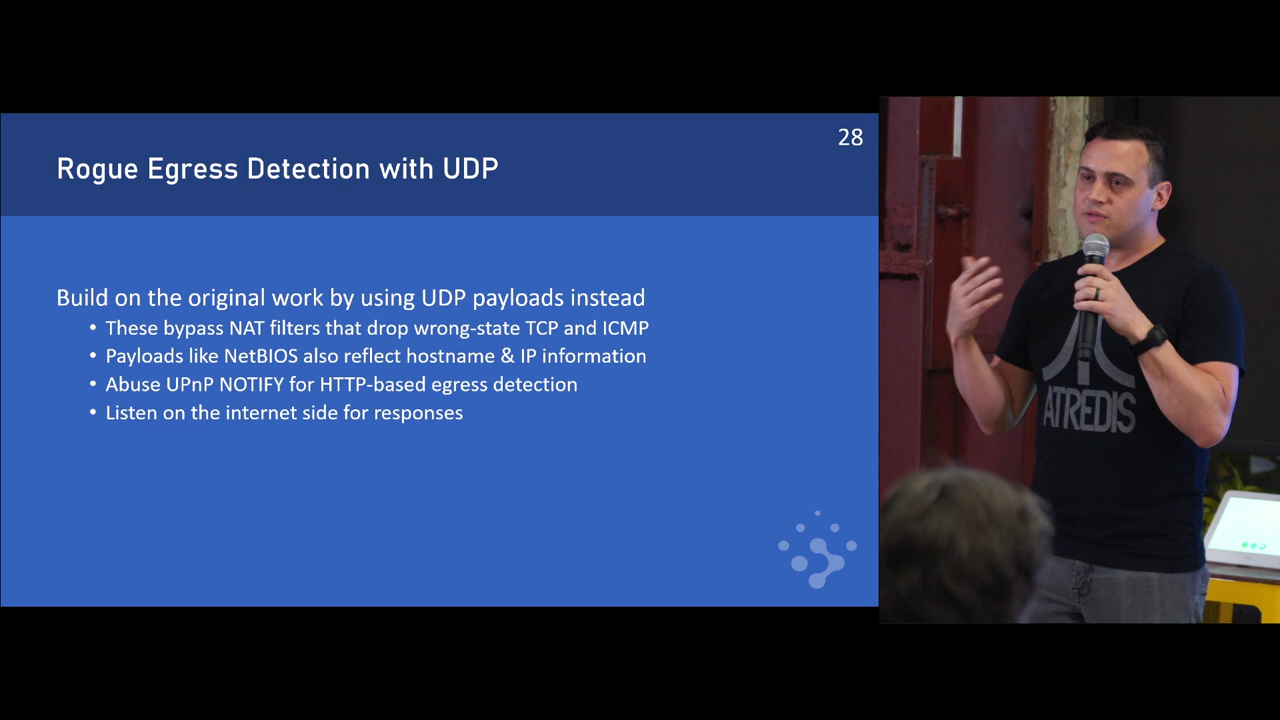 28
Rogue Egress Detection with UDP
Build on the original work by using UDP payloads instead
• These bypass NAT filters that drop wrong-state TCP and ICMP
• Payloads like NetBIOS also reflect hostname & IP information
• Abuse UPnP NOTIFY for HTTP-based egress detection
• Listen on the internet side for responses
ATREDIS